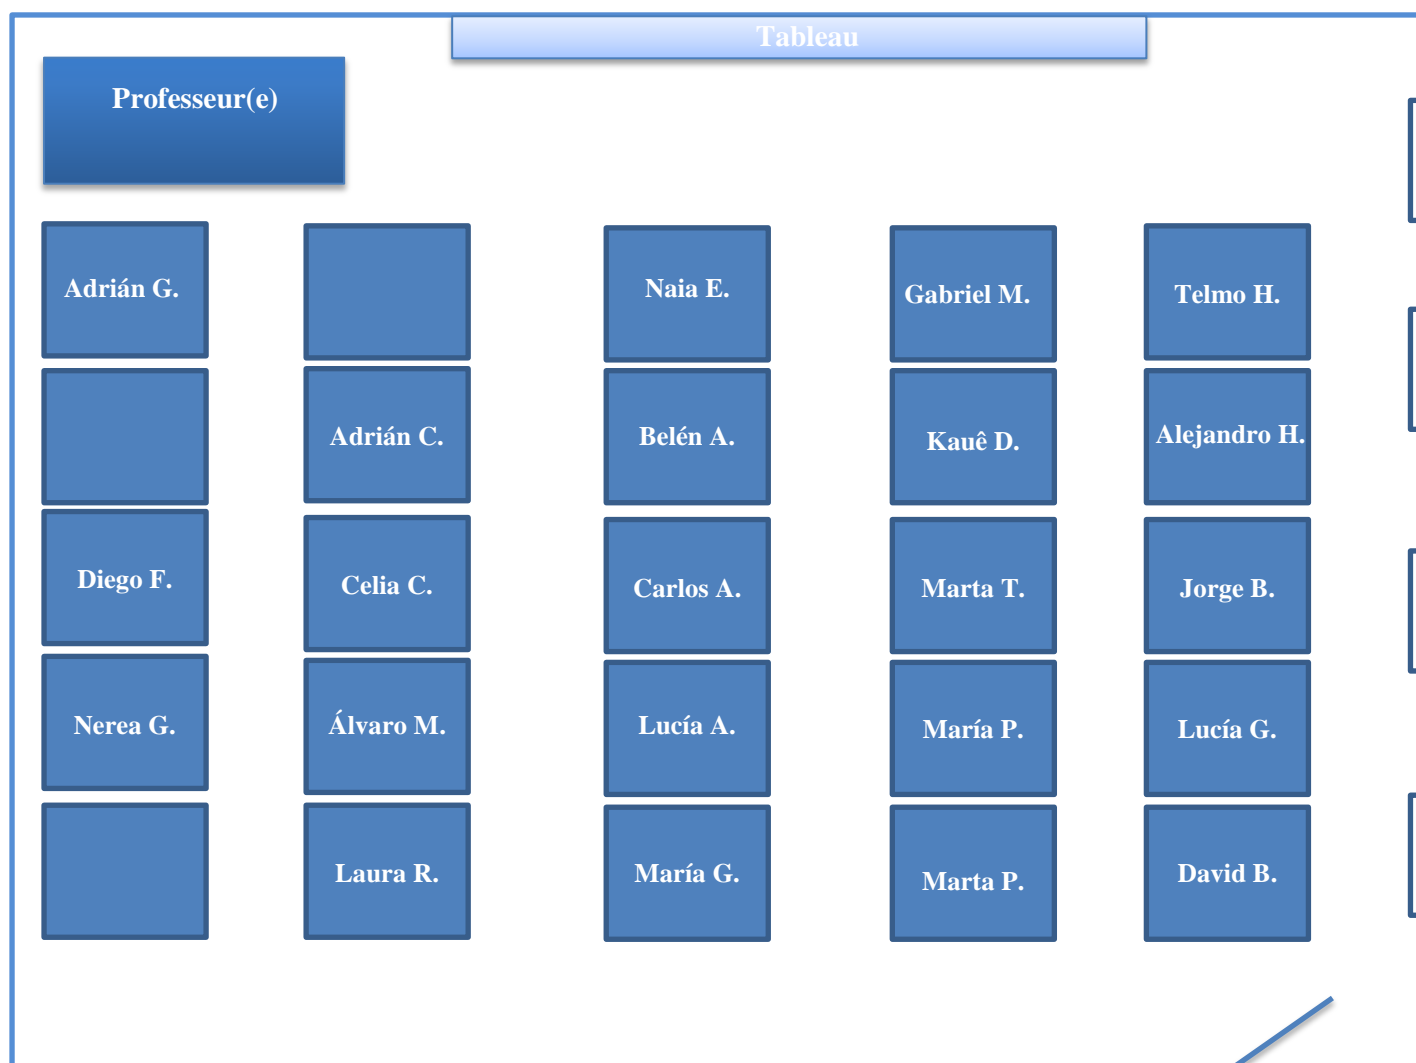 Tableau
Professeur(e)
Adrián G.
Naia E.
Gabriel M.
Telmo H.
Adrián C.
Belén A.
Kauê D.
Alejandro H.
Diego F.
Celia C.
Carlos A.
Marta T.
Jorge B.
Nerea G.
Álvaro M.
Lucía A.
María P.
Lucía G.
Laura R.
María G.
Marta P.
David B.